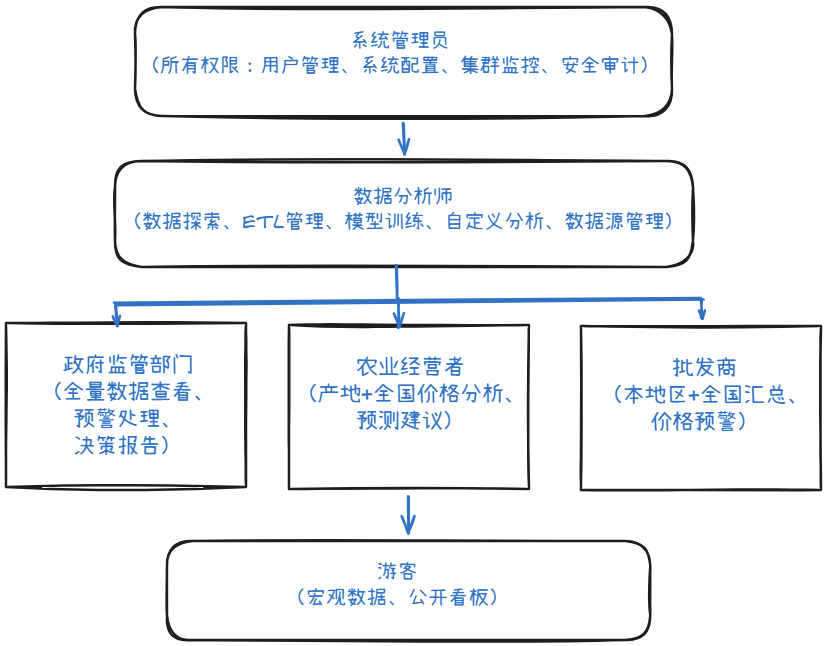 系统管理员
（所有权限：用户管理、系统配置、集群监控、安全审计）
数据分析师
（数据探索、ETL管理、模型训练、自定义分析、数据源管理）
政府监管部门
（全量数据查看、
预警处理、
决策报告）
农业经营者
（产地+全国价格分析、
预测建议）
批发商
（本地区+全国汇总、
价格预警）
游客
（宏观数据、公开看板）